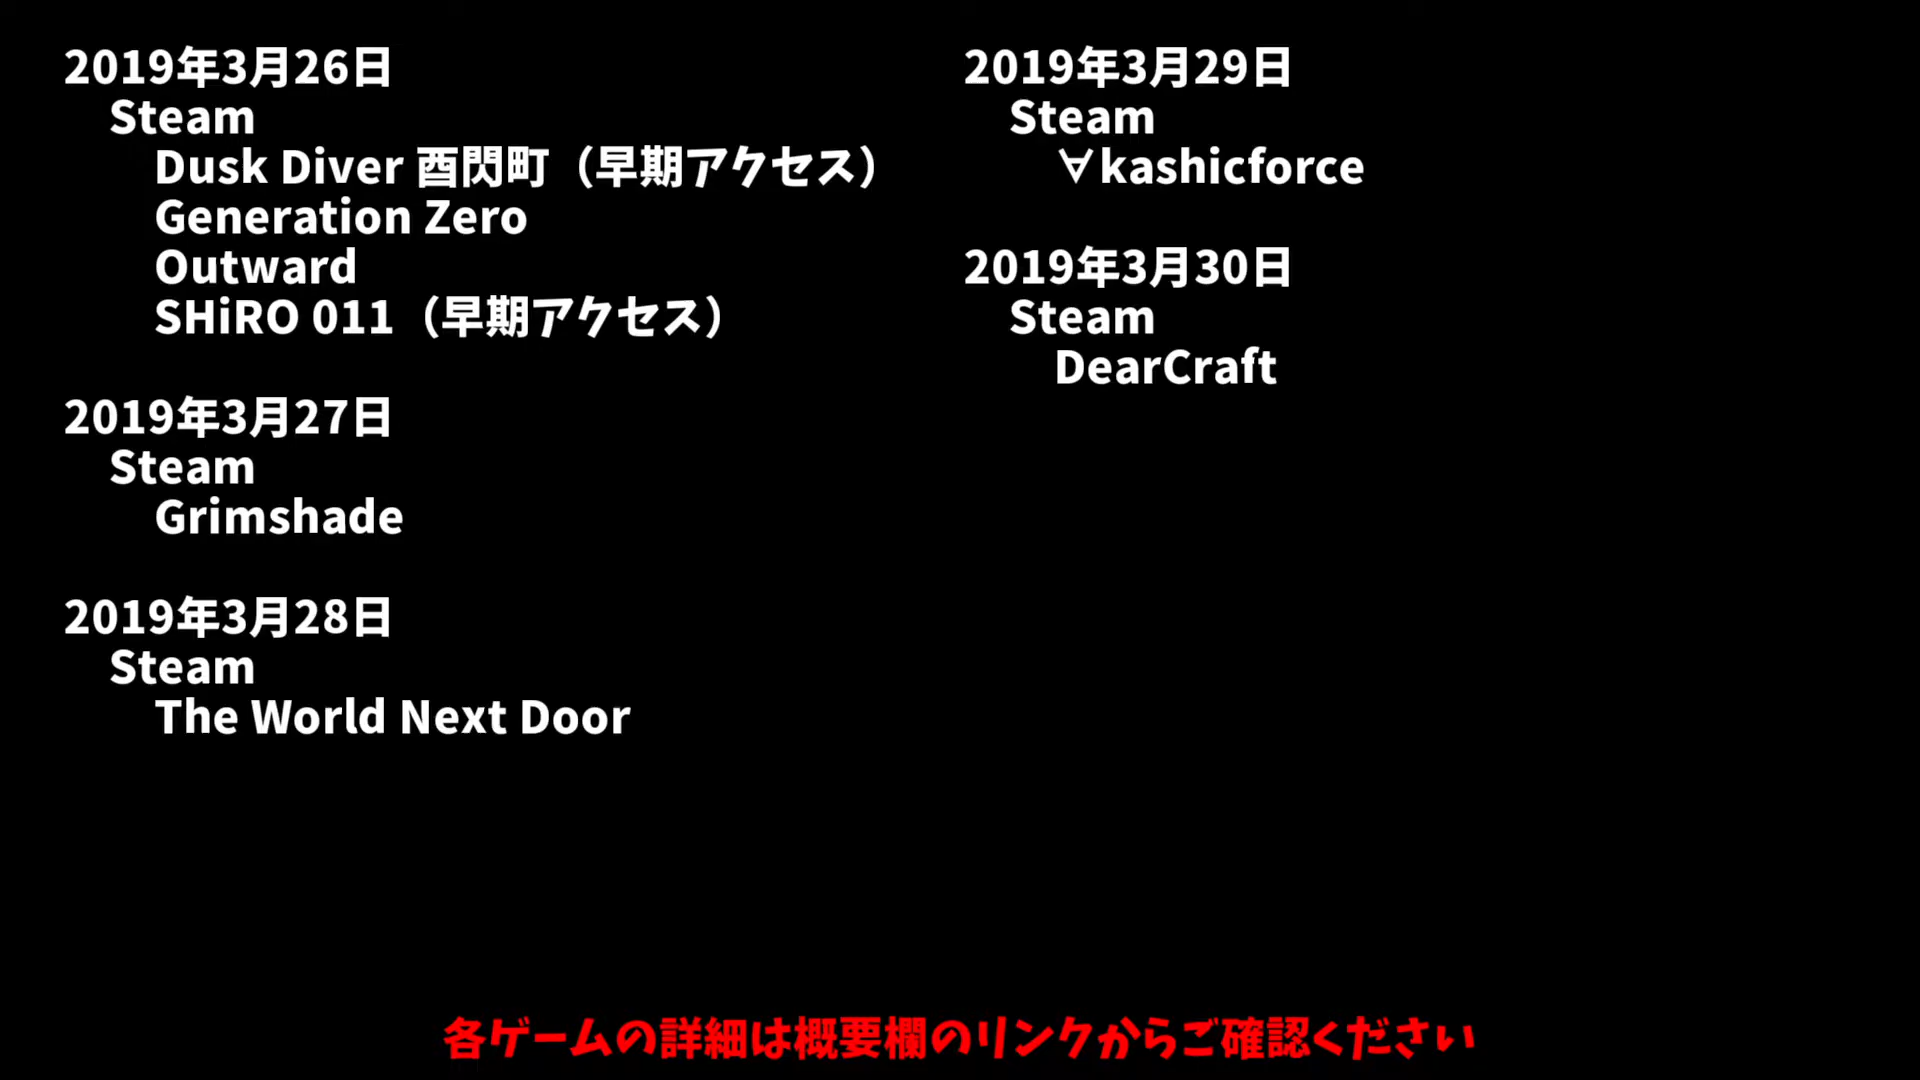 2019年3月26日
Steam
Dusk Diver 酉閃町（早期アクセス）
Generation Zero
Outward
SHiRO 011（早期アクセス）
2019年3月27日
Steam
Grimshade
2019年3月28日
Steam
The World Next Door
2019年3月29日
Steam
∀kashicforce
2019年3月30日
Steam
DearCraft
各ゲームの詳細は概要欄のリンクからご確認ください